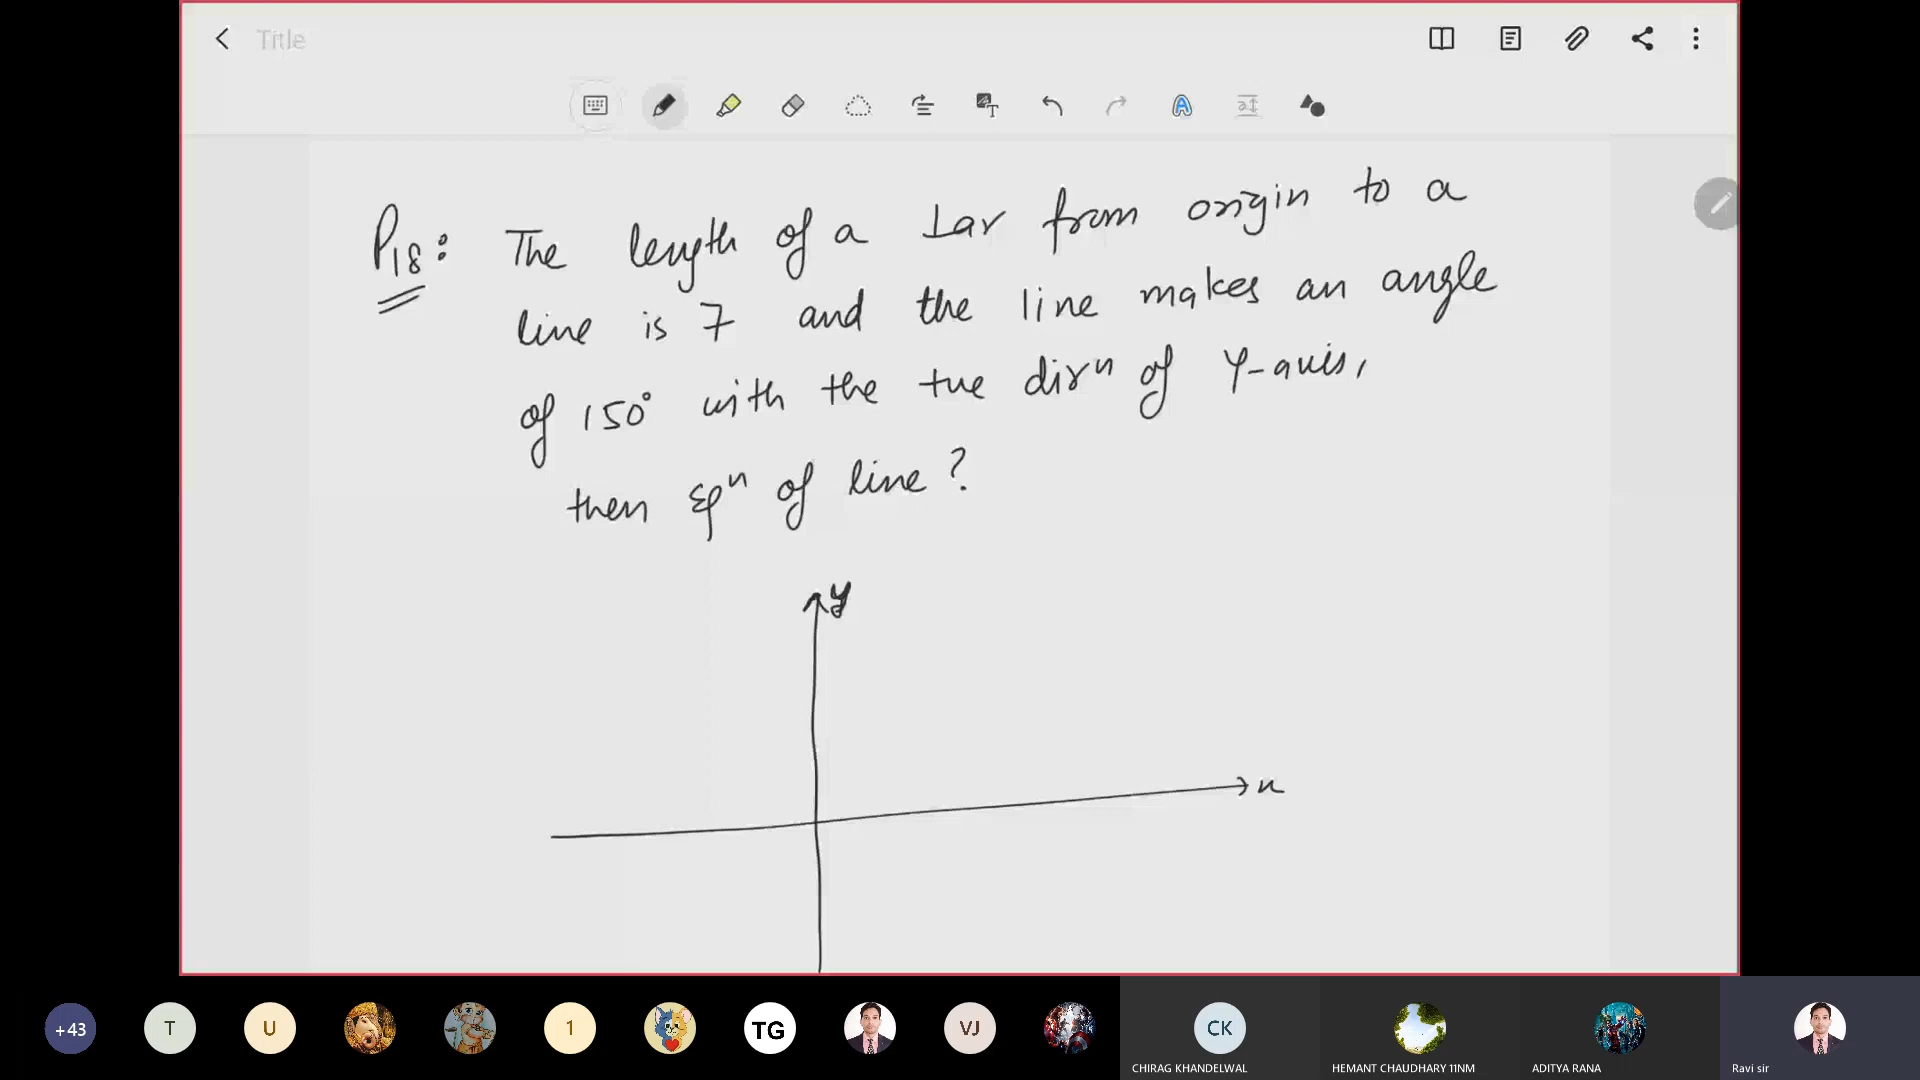 Title
P18: The length of a ⊥ar from origin to a
line is 7 and the line makes an angle
of 150° with the +ve dirⁿ of Y-axis,
then Eqⁿ of line?
y
x
+43
T
U
1
TG
VJ
CK
CHIRAG KHANDELWAL
HEMANT CHAUDHARY 11NM
ADITYA RANA
Ravi sir